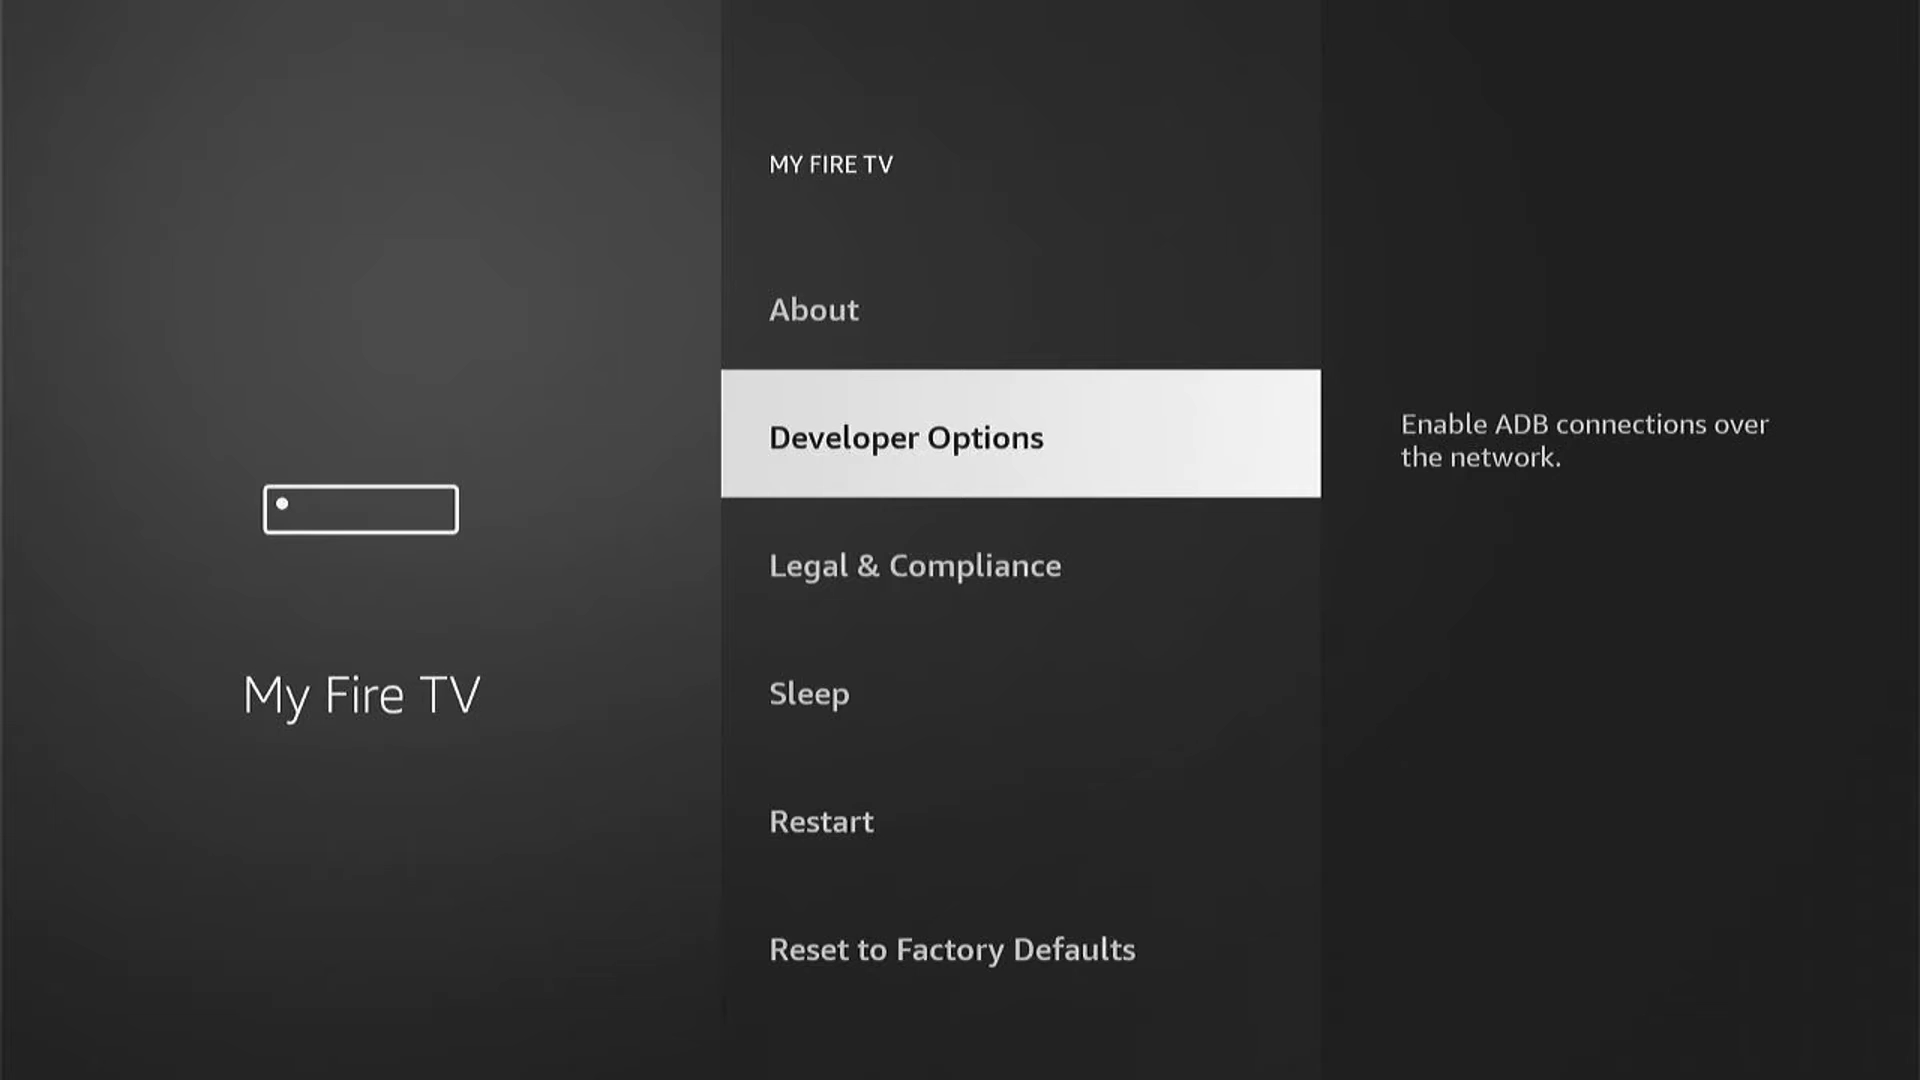 MY FIRE TV
About
Developer Options
Enable ADB connections over
the network.
Legal & Compliance
My Fire TV
Sleep
Restart
Reset to Factory Defaults